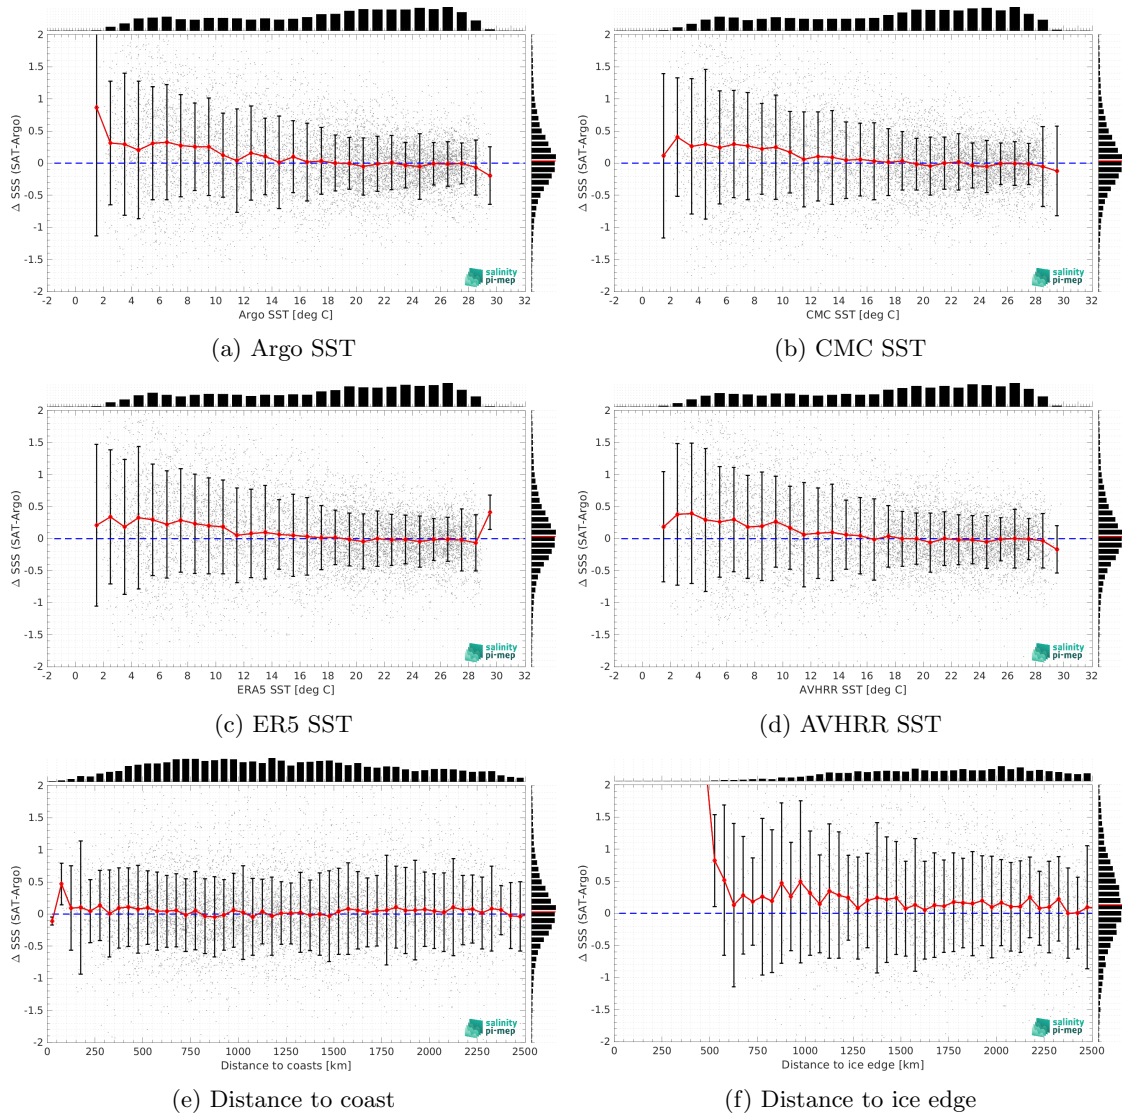 2
1.5
1
0.5
0
-0.5
-1
-1.5
-2
Δ SSS (SAT-Argo)
-2 0 2 4 6 8 10 12 14 16 18 20 22 24 26 28 30 32
Argo SST [deg C]
salinity
pi-mep
(a) Argo SST
2
1.5
1
0.5
0
-0.5
-1
-1.5
-2
Δ SSS (SAT-Argo)
-2 0 2 4 6 8 10 12 14 16 18 20 22 24 26 28 30 32
CMC SST [deg C]
salinity
pi-mep
(b) CMC SST
2
1.5
1
0.5
0
-0.5
-1
-1.5
-2
Δ SSS (SAT-Argo)
-2 0 2 4 6 8 10 12 14 16 18 20 22 24 26 28 30 32
ERA5 SST [deg C]
salinity
pi-mep
(c) ER5 SST
2
1.5
1
0.5
0
-0.5
-1
-1.5
-2
Δ SSS (SAT-Argo)
-2 0 2 4 6 8 10 12 14 16 18 20 22 24 26 28 30 32
AVHRR SST [deg C]
salinity
pi-mep
(d) AVHRR SST
2
1.5
1
0.5
0
-0.5
-1
-1.5
-2
Δ SSS (SAT-Argo)
0 250 500 750 1000 1250 1500 1750 2000 2250 2500
Distance to coasts [km]
salinity
pi-mep
(e) Distance to coast
2
1.5
1
0.5
0
-0.5
-1
-1.5
-2
Δ SSS (SAT-Argo)
0 250 500 750 1000 1250 1500 1750 2000 2250 2500
Distance to ice edge [km]
salinity
pi-mep
(f) Distance to ice edge